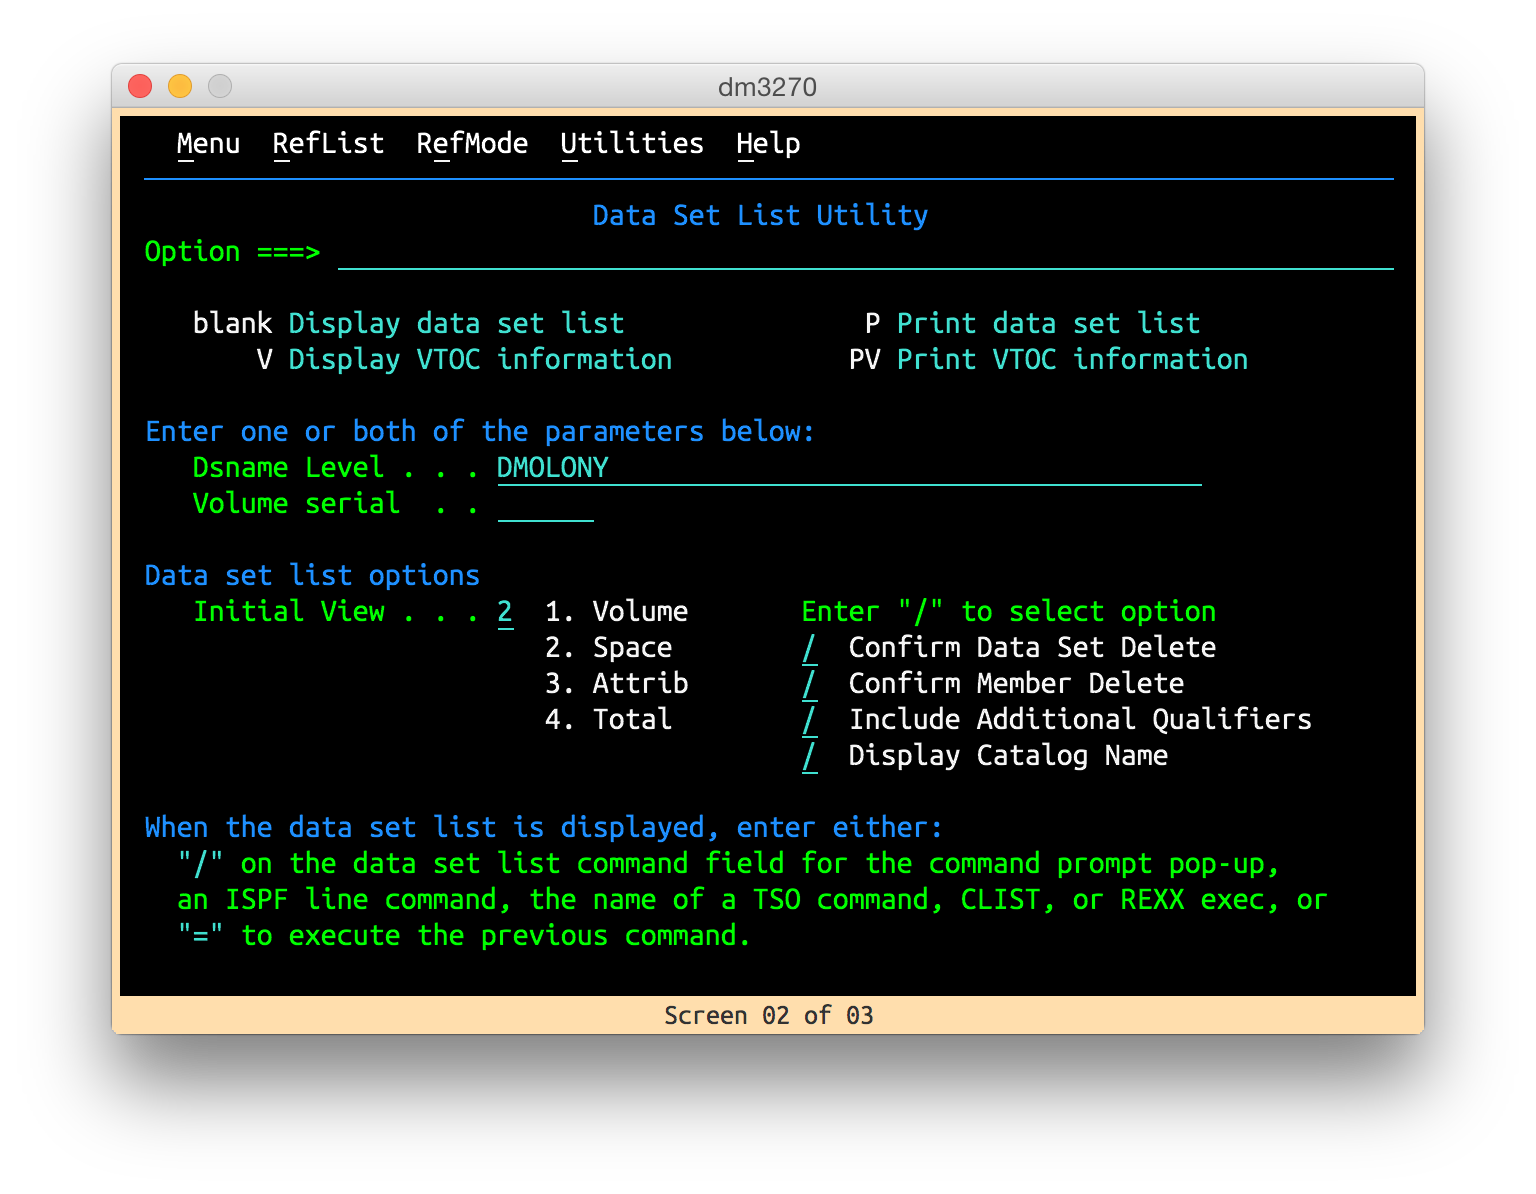 dm3270
Menu RefList RefMode Utilities Help
Data Set List Utility
Option ===>
blank Display data set list P Print data set list
V Display VTOC information PV Print VTOC information
Enter one or both of the parameters below:
Dsname Level . . . DMOLONY
Volume serial . .
Data set list options
Initial View . . . 2 1. Volume Enter "/" to select option
2. Space / Confirm Data Set Delete
3. Attrib / Confirm Member Delete
4. Total / Include Additional Qualifiers
/ Display Catalog Name
When the data set list is displayed, enter either:
"/" on the data set list command field for the command prompt pop-up,
an ISPF line command, the name of a TSO command, CLIST, or REXX exec, or
"=" to execute the previous command.
Screen 02 of 03